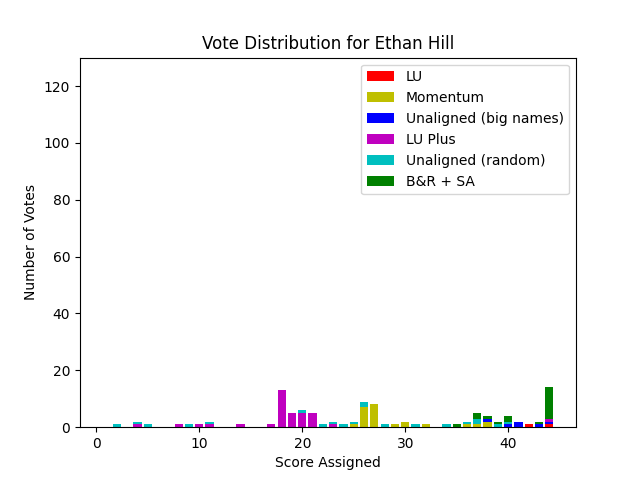 Vote Distribution for Ethan Hill
120
100
80
60
40
20
0
Number of Votes
LU
Momentum
Unaligned (big names)
LU Plus
Unaligned (random)
B&R + SA
0 10 20 30 40
Score Assigned